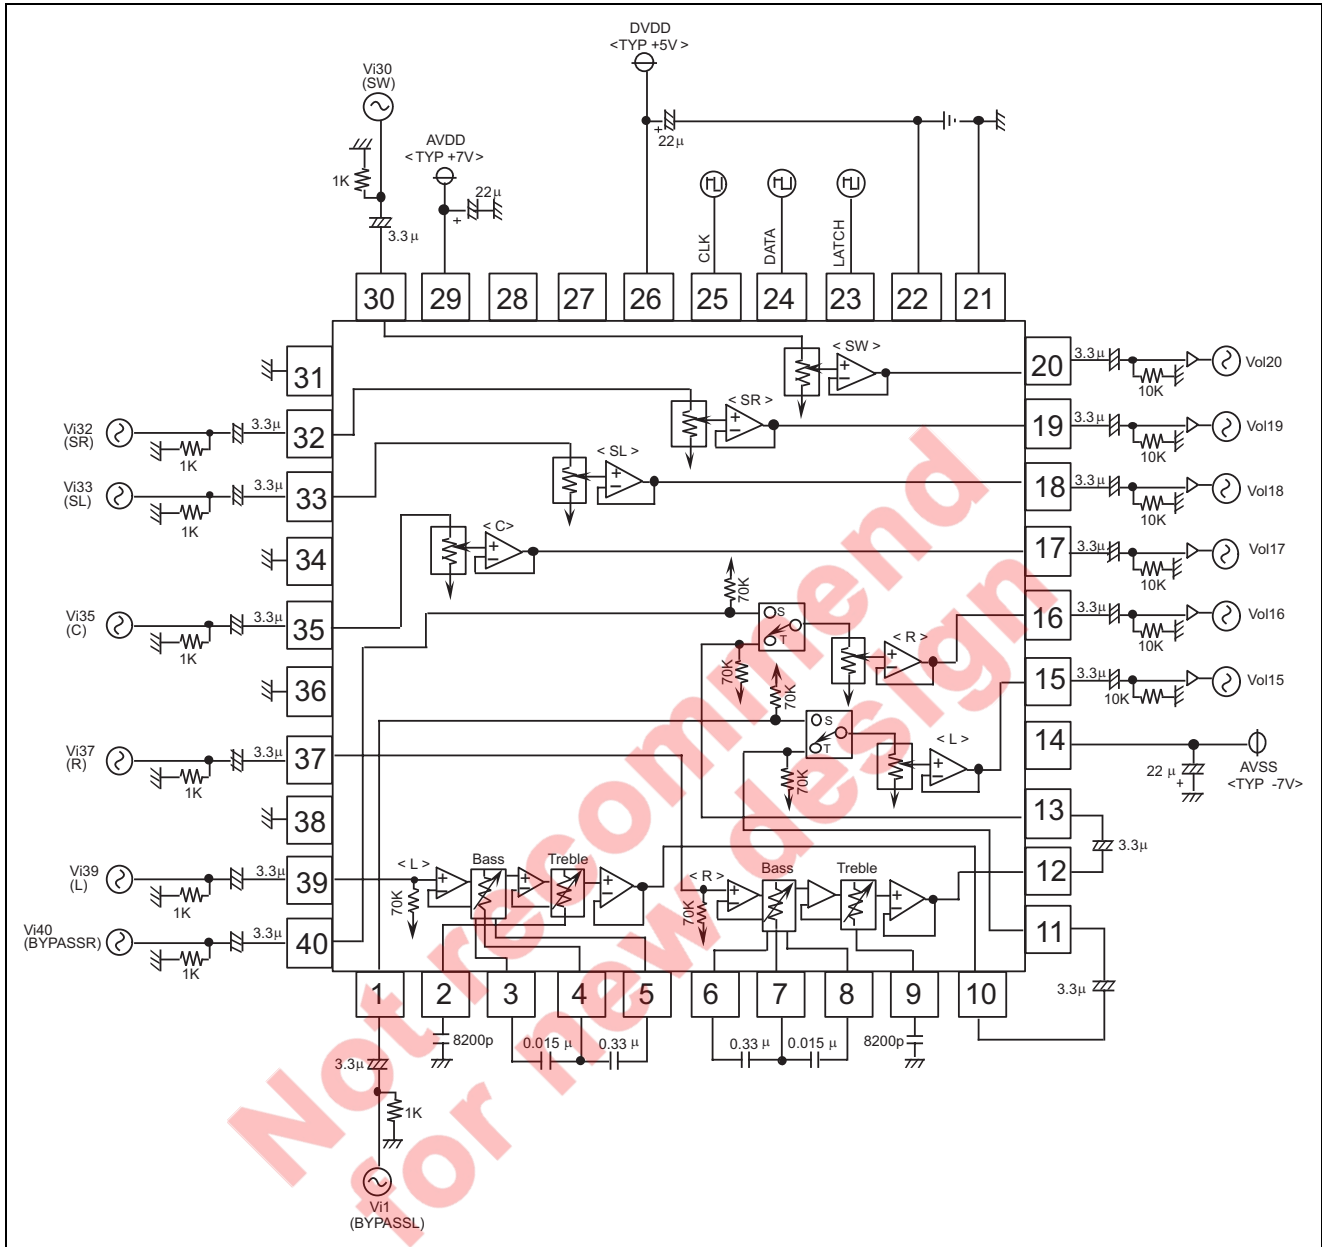 DVDD
<TYP +5V>
Vi30
(SW)
AVDD
<TYP +7V>
1K
3.3µ
+
22µ
+
22µ
CLK
DATA
LATCH
30
29
28
27
26
25
24
23
22
21
31
32
33
34
35
36
37
38
39
40
Vi32
(SR)
3.3µ
1K
Vi33
(SL)
3.3µ
1K
Vi35
(C)
3.3µ
1K
Vi37
(R)
3.3µ
1K
Vi39
(L)
3.3µ
1K
Vi40
(BYPASSR)
3.3µ
1K
< SW >
+
−
< SR >
+
−
< SL >
+
−
< C>
+
−
70K
S
T
70K
< R >
+
−
70K
S
T
70K
< L >
+
−
< L >
70K
+
−
Bass
+
−
Treble
+
−
< R >
70K
+
−
Bass
Treble
+
−
20
3.3µ
10K
Vol20
19
3.3µ
10K
Vol19
18
3.3µ
10K
Vol18
17
3.3µ
10K
Vol17
16
3.3µ
10K
Vol16
15
3.3µ
10K
Vol15
14
22 µ
+
AVSS
<TYP -7V>
13
12
3.3µ
11
3.3µ
1
2
3
4
5
6
7
8
9
10
8200p
0.015 µ
0.33 µ
0.33 µ
0.015 µ
8200p
3.3µ
1K
Vi1
(BYPASSL)
Not recommend
for new design